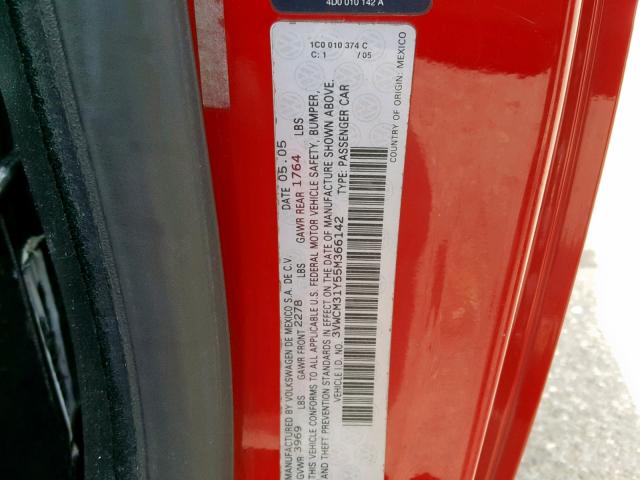 4D0 010 142 A
1C0 010 374 C
C: 1 / 05
MANUFACTURED BY VOLKSWAGEN DE MEXICO S.A. DE C.V. DATE 05.05
GVWR 3969 LBS GAWR FRONT 2278 LBS GAWR REAR 1764 LBS
THIS VEHICLE CONFORMS TO ALL APPLICABLE U.S. FEDERAL MOTOR VEHICLE SAFETY, BUMPER,
AND THEFT PREVENTION STANDARDS IN EFFECT ON THE DATE OF MANUFACTURE SHOWN ABOVE.
VEHICLE I.D. NO.: 3VWCM31Y55M366142 TYPE: PASSENGER CAR
COUNTRY OF ORIGIN: MEXICO